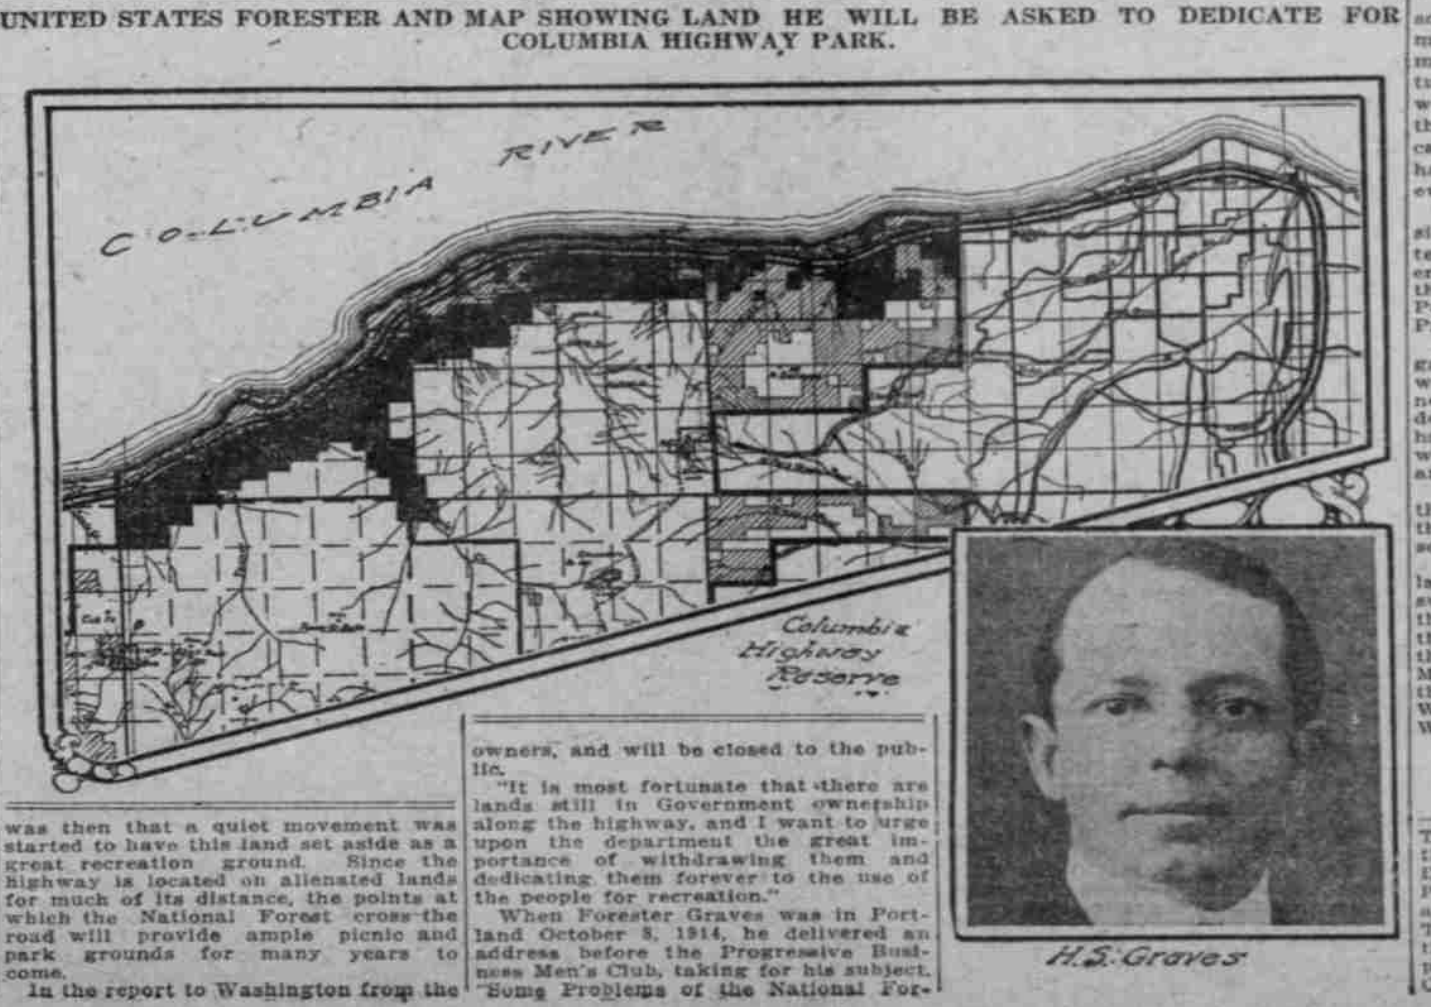 UNITED STATES FORESTER AND MAP SHOWING LAND HE WILL BE ASKED TO DEDICATE FOR
COLUMBIA HIGHWAY PARK.
COLUMBIA RIVER
Columbia
Highway
Reserve
H.S. Graves
was then that a quiet movement was
started to have this land set aside as a
great recreation ground. Since the
highway is located on alienated lands
for much of its distance, the points at
which the National Forest cross the
road will provide ample picnic and
park grounds for many years to
come.
In the report to Washington from the
owners, and will be closed to the pub-
lic.
"It is most fortunate that there are
lands still in Government ownership
along the highway, and I want to urge
upon the department the great im-
portance of withdrawing them and
dedicating them forever to the use of
the people for recreation."
When Forester Graves was in Port-
land October 8, 1914, he delivered an
address before the Progressive Busi-
ness Men's Club, taking for his subject,
"Some Problems of the National For-